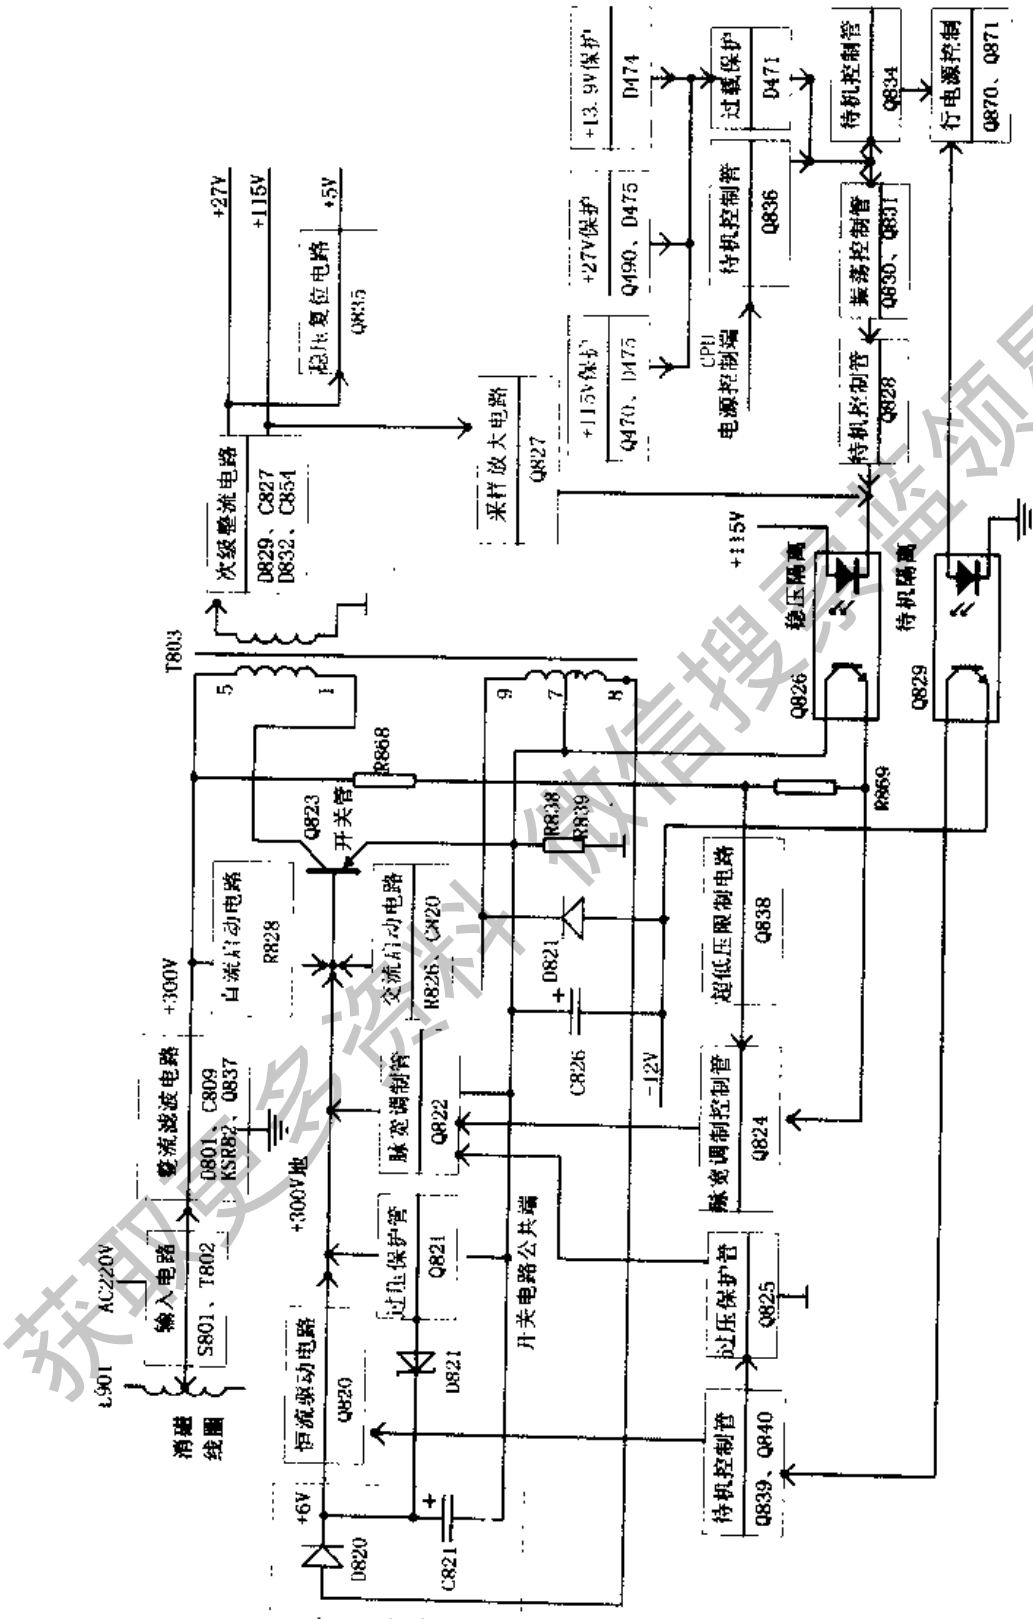 L901
消磁
线圈
AC220V
输入电路
S801、T802
整流滤波电路
D801、C809
KSR82、Q837
+300V
+300V地
自流启动电路
R828
Q823
开关管
R868
T803
5
1
9
7
8
次级整流电路
D829、C827
D832、C854
+27V
+115V
+5V
稳压复位电路
Q835
采样放大电路
Q827
+6V
D820
C821
恒流驱动电路
Q820
D821
过压保护管
Q821
脉宽调制管
Q822
交流启动电路
R826、C820
开关电路公共端
D821
C826
-12V
R838
R839
待机控制管
Q839、Q840
过压保护管
Q825
脉宽调制控制管
Q824
超低压限制电路
Q838
R869
Q826
稳压隔离
+115V
Q829
待机隔离
+13.9V保护
D474
+27V保护
Q490、D475
+115V保护
Q470、D475
过载保护
D471
待机控制管
Q836
CPU
电源控制端
待机控制管
Q828
振荡控制管
Q830、Q831
待机控制管
Q834
行电源控制
Q870、Q871
获取更多资料 微信搜索蓝领星